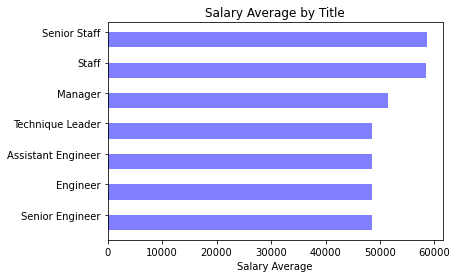 Salary Average by Title
Senior Staff
Staff
Manager
Technique Leader
Assistant Engineer
Engineer
Senior Engineer
0 10000 20000 30000 40000 50000 60000
Salary Average